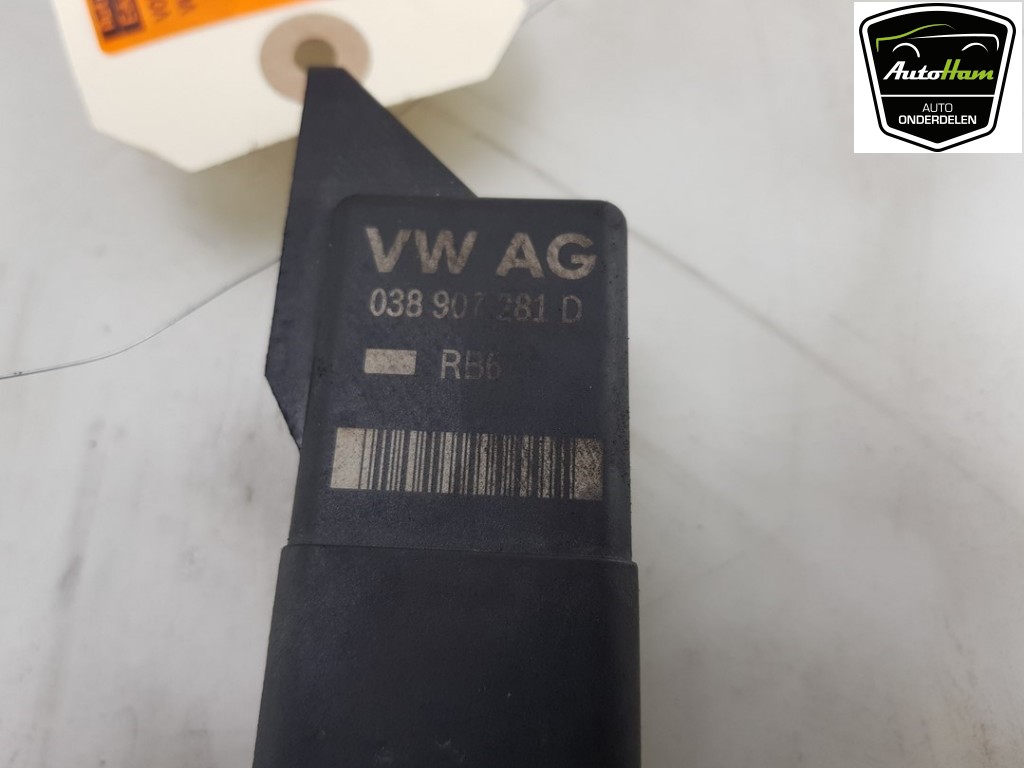 AutoHam
AUTO
ONDERDELEN
VW AG
038 907 281 D
RB6